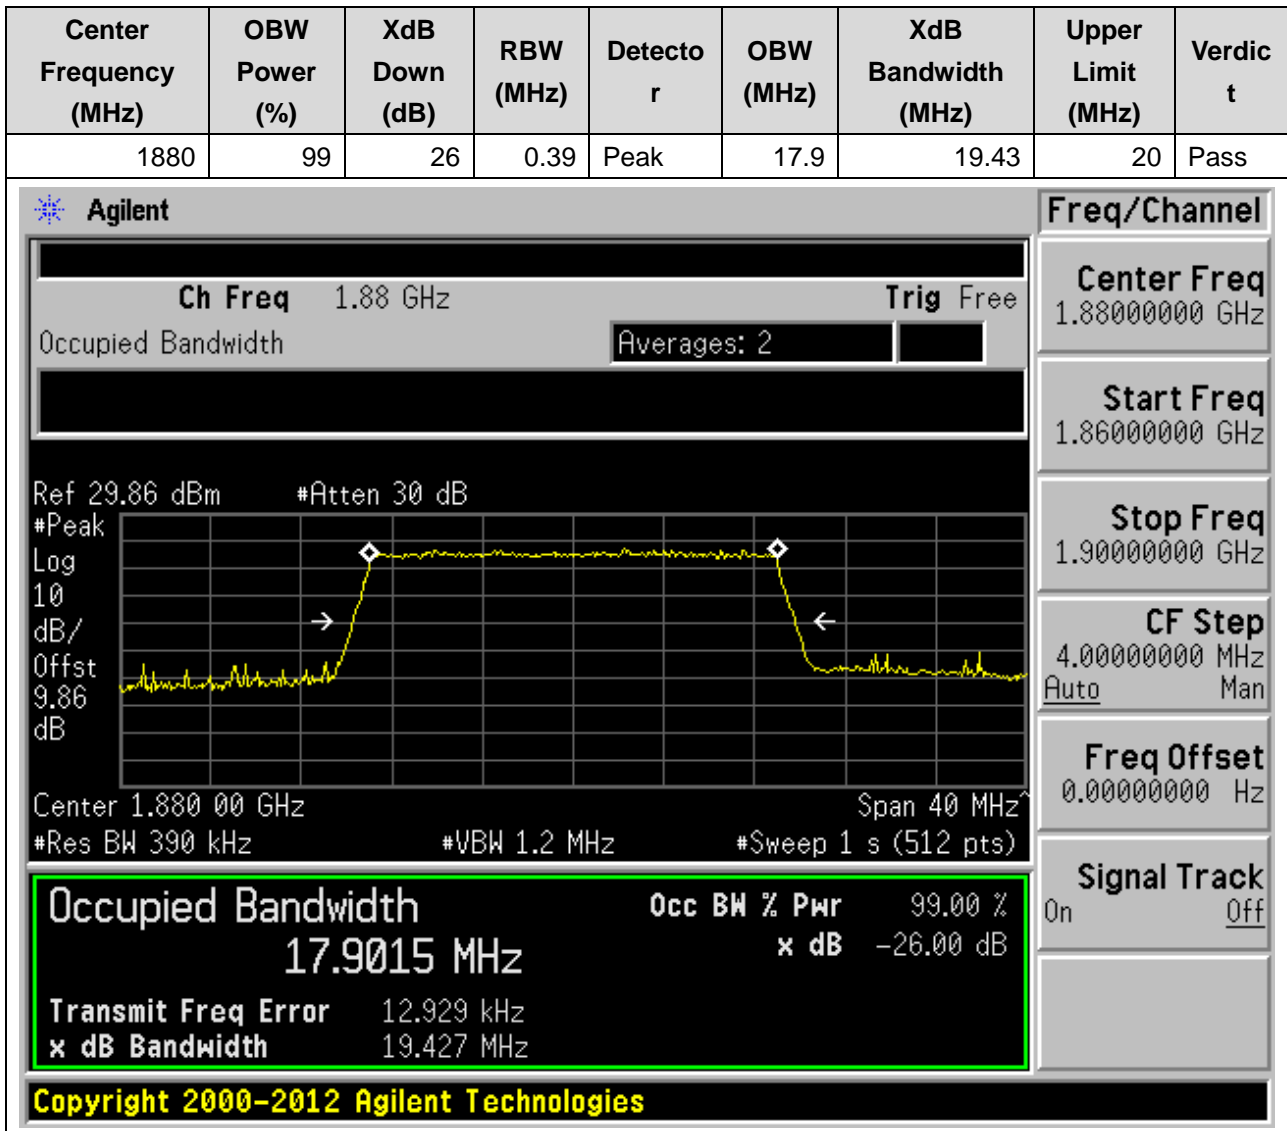 Center Frequency (MHz) OBW Power (%) XdB Down (dB) RBW (MHz) Detecto r OBW (MHz) XdB Bandwidth (MHz) Upper Limit (MHz) Verdic t
1880 99 26 0.39 Peak 17.9 19.43 20 Pass
Agilent Freq/Channel
Ch Freq 1.88 GHz Trig Free
Occupied Bandwidth Averages: 2
Center Freq
1.88000000 GHz
Start Freq
1.86000000 GHz
Stop Freq
1.90000000 GHz
CF Step
4.00000000 MHz
Auto Man
Freq Offset
0.00000000 Hz
Signal Track
On Off
Ref 29.86 dBm #Atten 30 dB
#Peak
Log
10
dB/
Offst
9.86
dB
Center 1.880 00 GHz Span 40 MHz^
#Res BW 390 kHz #VBW 1.2 MHz #Sweep 1 s (512 pts)
Occupied Bandwidth Occ BW % Pwr 99.00 %
17.9015 MHz x dB -26.00 dB
Transmit Freq Error 12.929 kHz
x dB Bandwidth 19.427 MHz
Copyright 2000-2012 Agilent Technologies